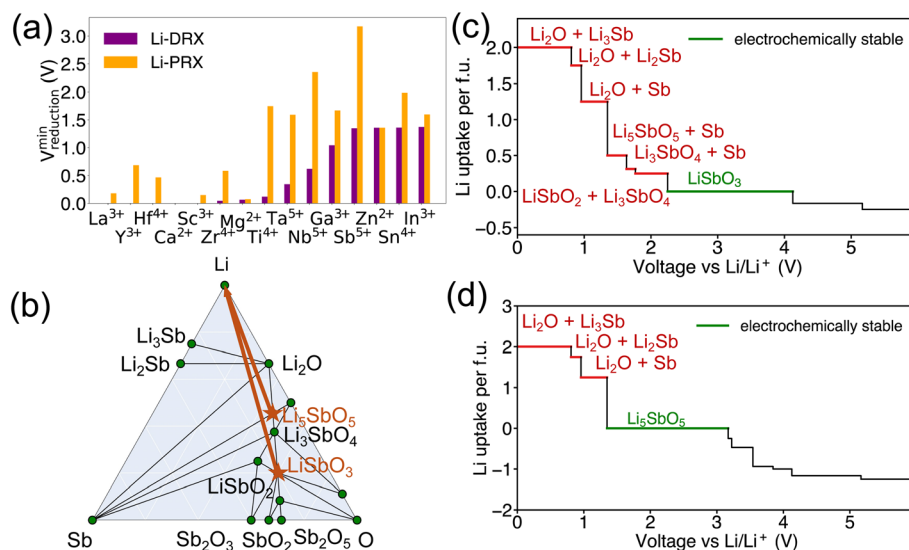 (a)
Li-DRX
Li-PRX
V^min_reduction (V)
3.0
2.5
2.0
1.5
1.0
0.5
0.0
La³⁺ Hf⁴⁺ Sc³⁺ Mg²⁺ Ta⁵⁺ Ga³⁺ Zn²⁺ In³⁺
Y³⁺ Ca²⁺ Zr⁴⁺ Ti⁴⁺ Nb⁵⁺ Sb⁵⁺ Sn⁴⁺
(b)
Li
Li₃Sb
Li₂Sb
Li₂O
Li₅SbO₅
Li₃SbO₄
LiSbO₃
LiSbO₂
Sb Sb₂O₃ SbO₂ Sb₂O₅ O
(c)
Li₂O + Li₃Sb
electrochemically stable
Li₂O + Li₂Sb
Li₂O + Sb
Li₅SbO₅ + Sb
Li₃SbO₄ + Sb
LiSbO₃
LiSbO₂ + Li₃SbO₄
Li uptake per f.u.
2.0
1.5
1.0
0.5
0.0
−0.5
0 1 2 3 4 5
Voltage vs Li/Li⁺ (V)
(d)
Li₂O + Li₃Sb
electrochemically stable
Li₂O + Li₂Sb
Li₂O + Sb
Li₅SbO₅
Li uptake per f.u.
3
2
1
0
−1
−2
0 1 2 3 4 5
Voltage vs Li/Li⁺ (V)